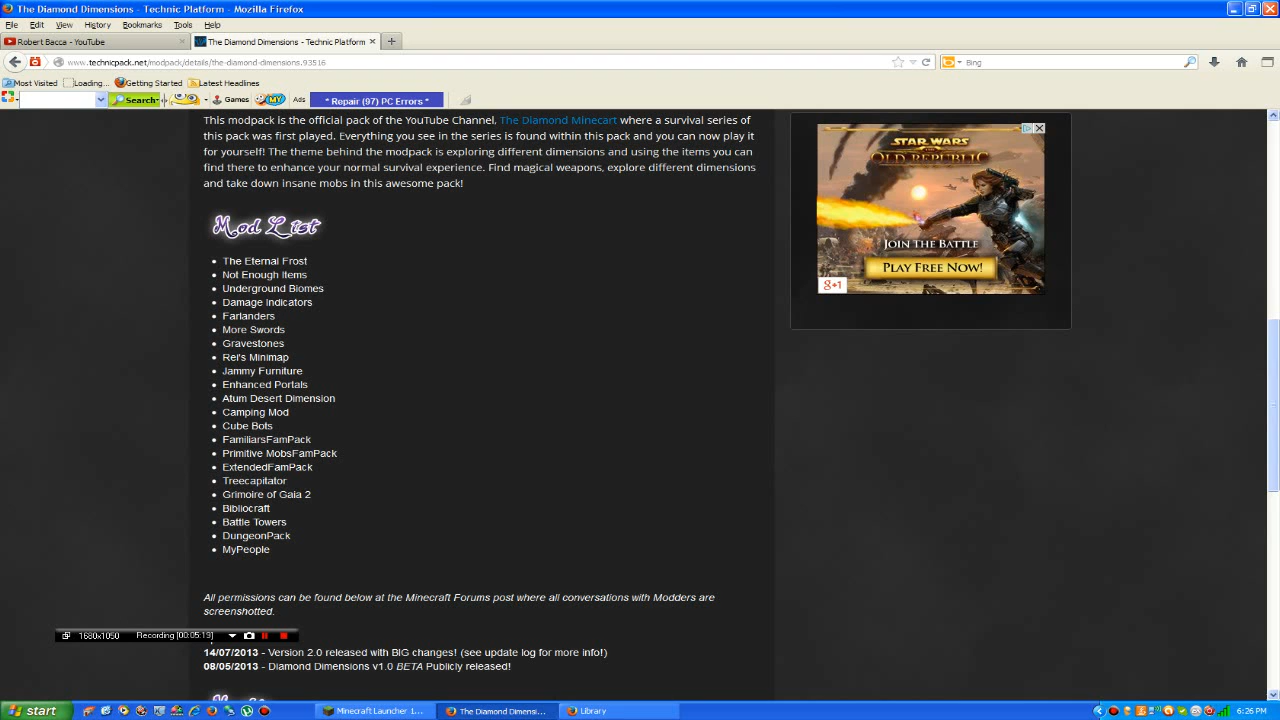 The Diamond Dimensions - Technic Platform - Mozilla Firefox
File Edit View History Bookmarks Tools Help
Robert Bacca - YouTube
The Diamond Dimensions - Technic Platform
www.technicpack.net/modpack/details/the-diamond-dimensions.93516
Bing
Most Visited Loading... Getting Started Latest Headlines
Search Games MY Ads * Repair (97) PC Errors *
This modpack is the official pack of the YouTube Channel, The Diamond Minecart where a survival series of
this pack was first played. Everything you see in the series is found within this pack and you can now play it
for yourself! The theme behind the modpack is exploring different dimensions and using the items you can
find there to enhance your normal survival experience. Find magical weapons, explore different dimensions
and take down insane mobs in this awesome pack!
STAR WARS
THE
OLD REPUBLIC
JOIN THE BATTLE
PLAY FREE NOW!
g+1
Mod List
The Eternal Frost
Not Enough Items
Underground Biomes
Damage Indicators
Farlanders
More Swords
Gravestones
Rei's Minimap
Jammy Furniture
Enhanced Portals
Atum Desert Dimension
Camping Mod
Cube Bots
FamiliarsFamPack
Primitive MobsFamPack
ExtendedFamPack
Treecapitator
Grimoire of Gaia 2
Bibliocraft
Battle Towers
DungeonPack
MyPeople
All permissions can be found below at the Minecraft Forums post where all conversations with Modders are
screenshotted.
1680x1050 Recording [00:05:19]
14/07/2013 - Version 2.0 released with BIG changes! (see update log for more info!)
08/05/2013 - Diamond Dimensions v1.0 BETA Publicly released!
start
Minecraft Launcher 1...
The Diamond Dimensi...
Library
6:26 PM